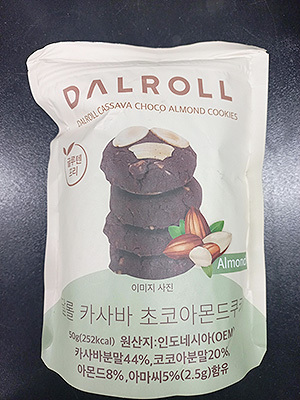 DALROLL
DALROLL CASSAVA CHOCO ALMOND COOKIES
글루텐
프리
Almond
이미지 사진
카사바 초코아몬드쿠키
50g(252kcal) 원산지:인도네시아(OEM)
카사바분말44%,코코아분말20%,
아몬드8%,아마씨5%(2.5g)함유